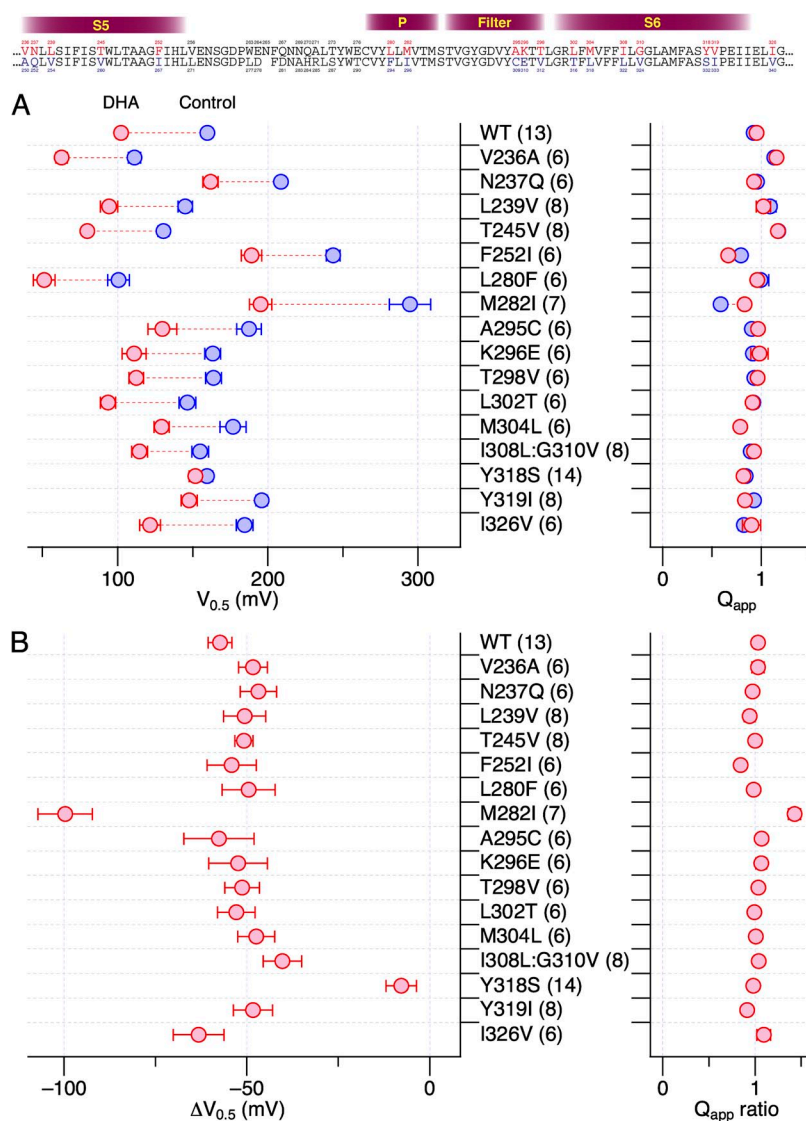 S5 P Filter S6
...VNLLSIFISTWLTAAGFIHLVENSGDPWENFQNNQALTYWECVYLLMVTMSTVGYGDVYAKTTLGRLFMVFFILGGLAMFASYVPEIIELIG...
A DHA Control
WT (13)
V236A (6)
N237Q (6)
L239V (8)
T245V (8)
F252I (6)
L280F (6)
M282I (7)
A295C (6)
K296E (6)
T298V (6)
L302T (6)
M304L (6)
I308L:G310V (8)
Y318S (14)
Y319I (8)
I326V (6)
100 200 300 0 1
V0.5 (mV) Qapp
B
WT (13)
V236A (6)
N237Q (6)
L239V (8)
T245V (8)
F252I (6)
L280F (6)
M282I (7)
A295C (6)
K296E (6)
T298V (6)
L302T (6)
M304L (6)
I308L:G310V (8)
Y318S (14)
Y319I (8)
I326V (6)
−100 −50 0 0 1
ΔV0.5 (mV) Qapp ratio